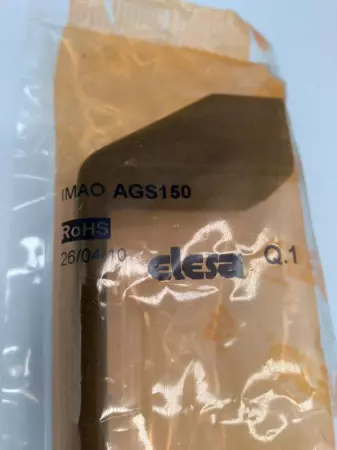 IMAO AGS150
RoHS
26/04/10 elesa Q.1